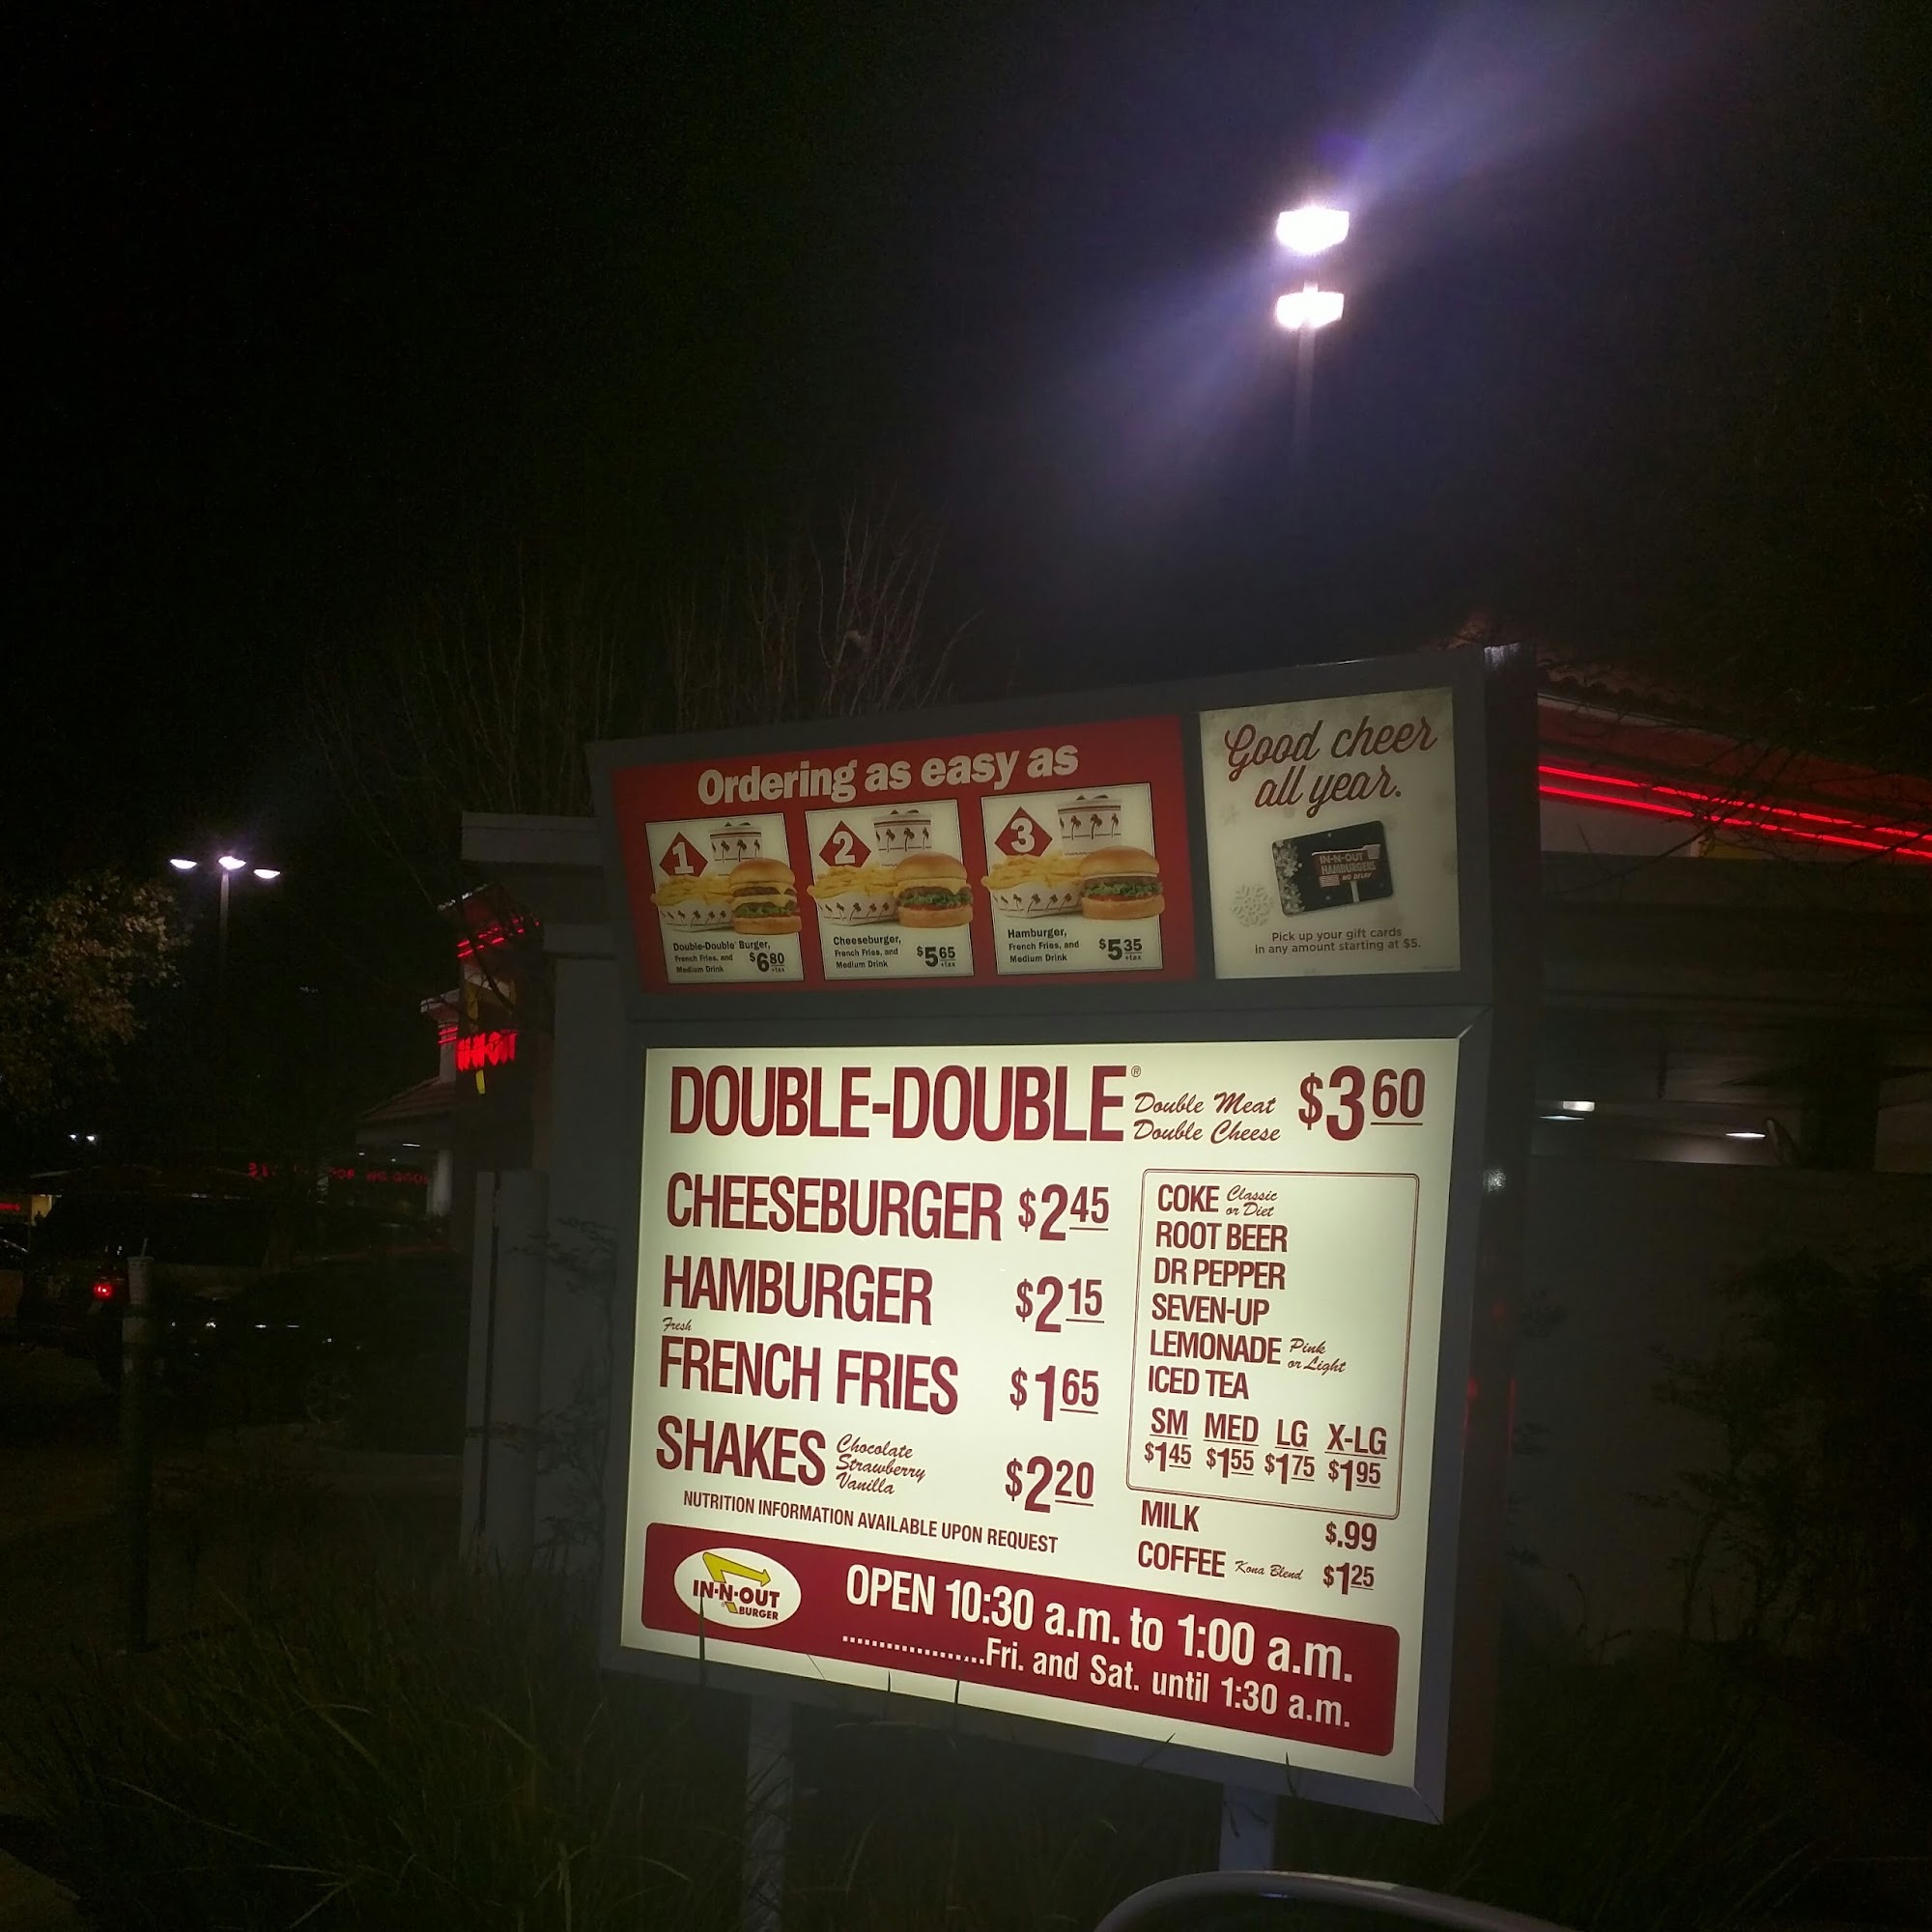 Ordering as easy as
1
Double-Double Burger,
French Fries, and
Medium Drink
$6 80
+tax
2
Cheeseburger,
French Fries, and
Medium Drink
$5 65
+tax
3
Hamburger,
French Fries, and
Medium Drink
$5 35
+tax
Good cheer
all year.
IN-N-OUT
HAMBURGERS
NO DELAY
Pick up your gift cards
in any amount starting at $5.
IN-N-OUT
DOUBLE-DOUBLE® Double Meat Double Cheese $3 60
CHEESEBURGER $2 45
HAMBURGER $2 15
Fresh
FRENCH FRIES $1 65
SHAKES Chocolate Strawberry Vanilla $2 20
NUTRITION INFORMATION AVAILABLE UPON REQUEST
COKE Classic or Diet
ROOT BEER
DR PEPPER
SEVEN-UP
LEMONADE Pink or Light
ICED TEA
SM MED LG X-LG
$1 45 $1 55 $1 75 $1 95
MILK $.99
COFFEE Kona Blend $1 25
IN-N-OUT
BURGER
OPEN 10:30 a.m. to 1:00 a.m.
....................Fri. and Sat. until 1:30 a.m.